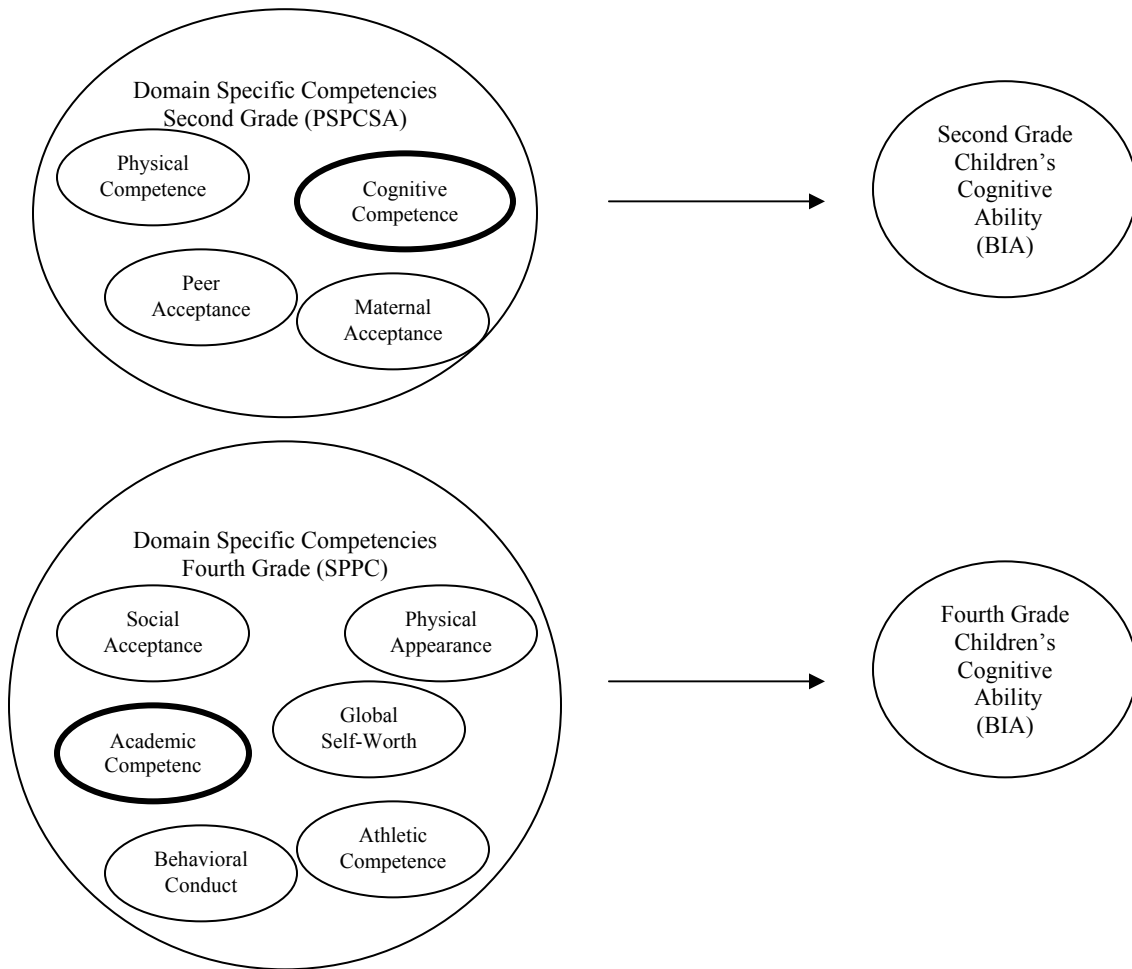 Domain Specific Competencies
Second Grade (PSPCSA)
Physical
Competence
Cognitive
Competence
Peer
Acceptance
Maternal
Acceptance
Second Grade
Children’s
Cognitive
Ability
(BIA)
Domain Specific Competencies
Fourth Grade (SPPC)
Social
Acceptance
Physical
Appearance
Global
Self-Worth
Academic
Competenc
Behavioral
Conduct
Athletic
Competence
Fourth Grade
Children’s
Cognitive
Ability
(BIA)